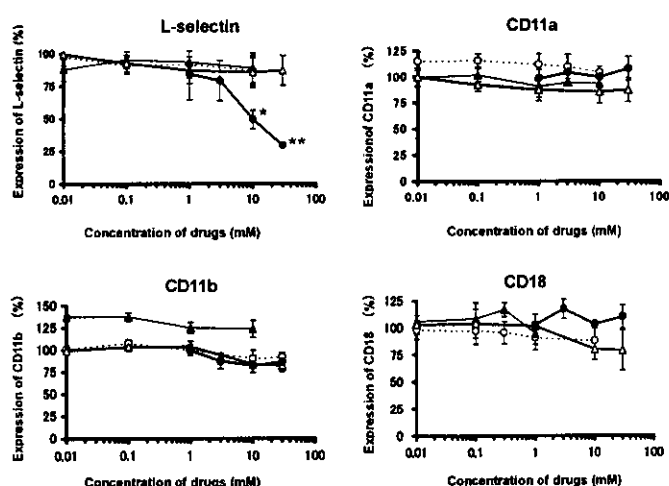 L-selectin
Expression of L-selectin (%)
100
75
50
25
0
*
**
0.01 0.1 1 10 100
Concentration of drugs (mM)
CD11a
Expression of CD11a (%)
125
100
75
50
25
0
0.01 0.1 1 10 100
Concentration of drugs (mM)
CD11b
Expression of CD11b (%)
150
125
100
75
50
25
0
0.01 0.1 1 10 100
Concentration of drugs (mM)
CD18
Expression of CD18 (%)
125
100
75
50
25
0
0.01 0.1 1 10 100
Concentration of drugs (mM)